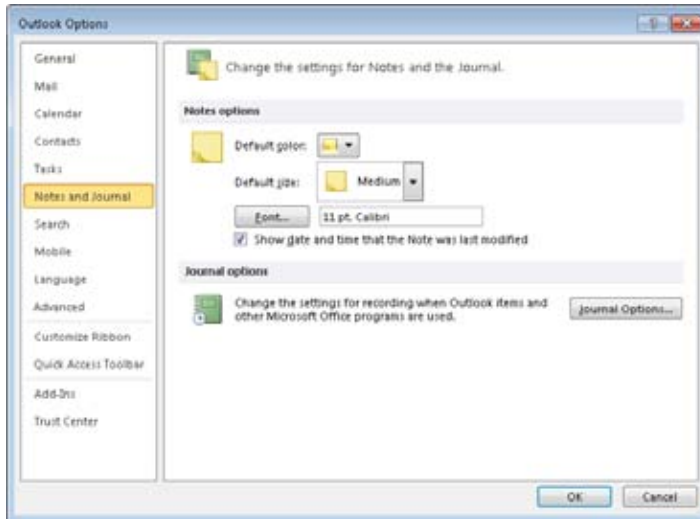 Outlook Options
General
Mail
Calendar
Contacts
Tasks
Notes and Journal
Search
Mobile
Language
Advanced
Customize Ribbon
Quick Access Toolbar
Add-Ins
Trust Center
Change the settings for Notes and the Journal.
Notes options
Default color:
Default size: Medium
Font... 11 pt. Calibri
Show date and time that the Note was last modified
Journal options
Change the settings for recording when Outlook items and
other Microsoft Office programs are used.
Journal Options...
OK Cancel